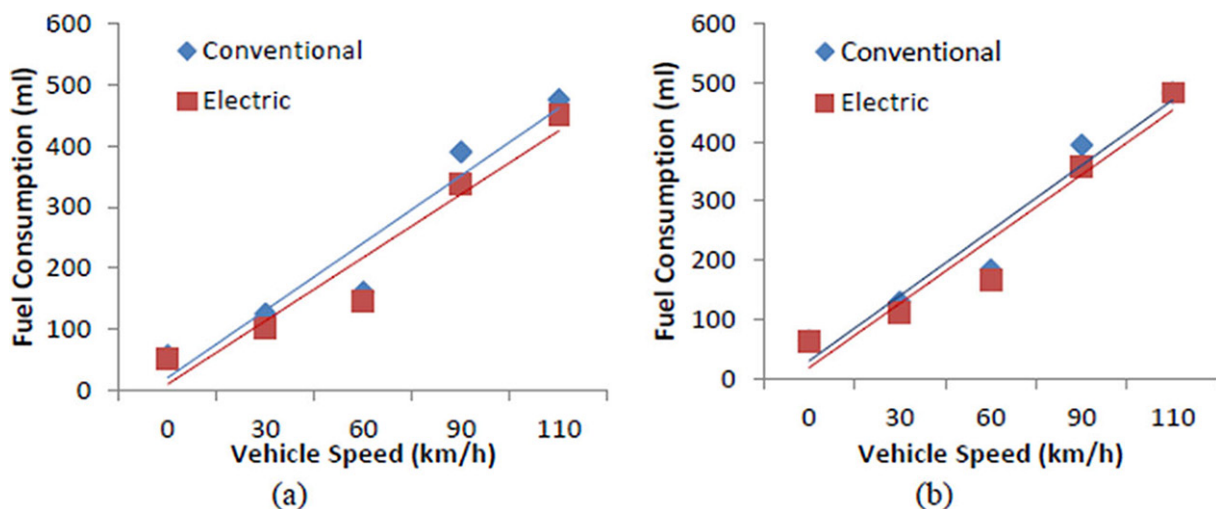 600
500
400
300
200
100
0
Fuel Consumption (ml)
Conventional
Electric
0 30 60 90 110
Vehicle Speed (km/h)
(a)
600
500
400
300
200
100
0
Fuel Consumption (ml)
Conventional
Electric
0 30 60 90 110
Vehicle Speed (km/h)
(b)